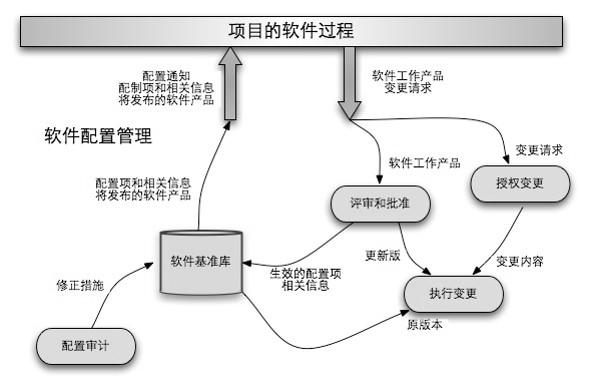 项目的软件过程
配置通知
配制项和相关信息
将发布的软件产品
软件工作产品
变更请求
软件配置管理
软件工作产品
变更请求
配置项和相关信息
将发布的软件产品
评审和批准
授权变更
软件基准库
更新版
变更内容
生效的配置项
相关信息
修正措施
执行变更
原版本
配置审计